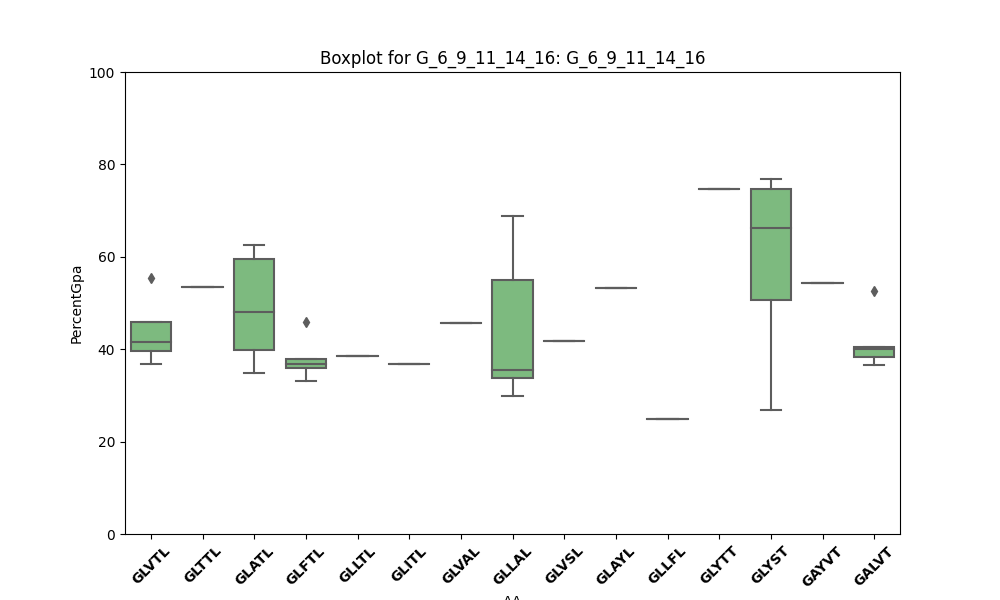 Boxplot for G_6_9_11_14_16: G_6_9_11_14_16
100
80
60
40
20
0
PercentGpa
GLVTL GLTTL GLATL GLFTL GLLTL GLITL GLVAL GLLAL GLVSL GLAYL GLLFL GLYTT GLYST GAYVT GALVT
AA